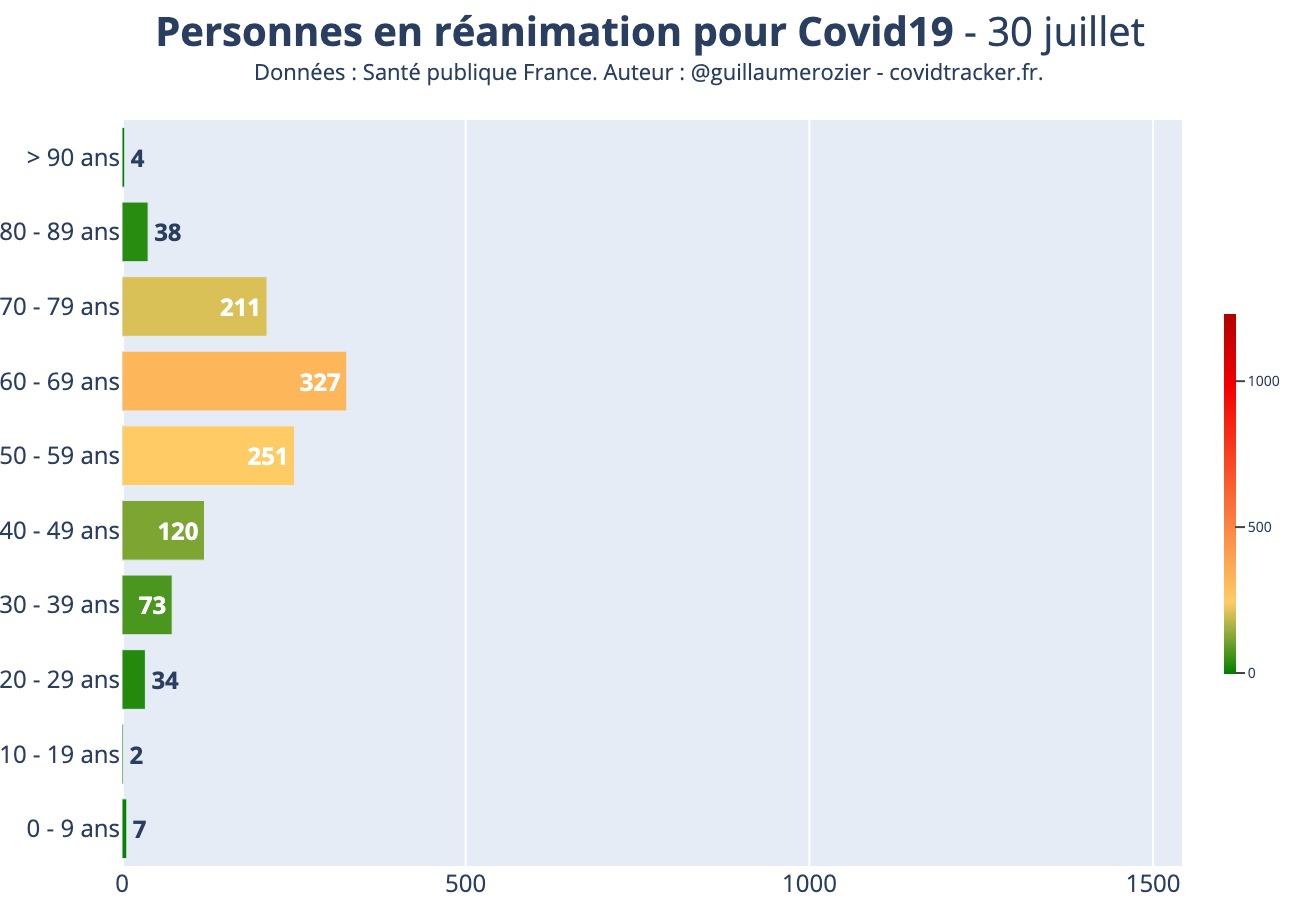 Personnes en réanimation pour Covid19 - 30 juillet
Données : Santé publique France. Auteur : @guillaumerozier - covidtracker.fr.
> 90 ans 4
80 - 89 ans 38
70 - 79 ans 211
60 - 69 ans 327
50 - 59 ans 251
40 - 49 ans 120
30 - 39 ans 73
20 - 29 ans 34
10 - 19 ans 2
0 - 9 ans 7
0 500 1000 1500
1000
500
0